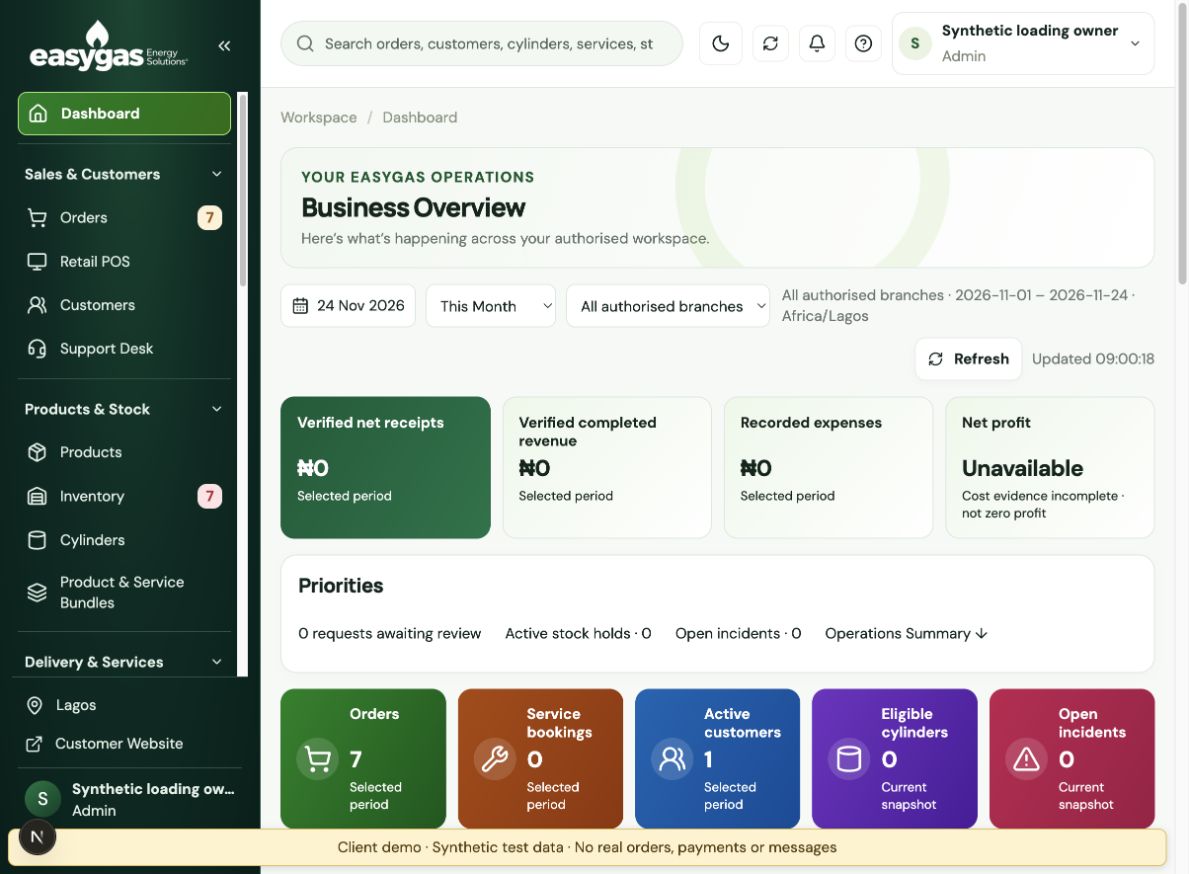 easygas Energy
Solutions
«
Dashboard
Sales & Customers
Orders 7
Retail POS
Customers
Support Desk
Products & Stock
Products
Inventory 7
Cylinders
Product & Service
Bundles
Delivery & Services
Lagos
Customer Website
S Synthetic loading ow...
Admin
N
Search orders, customers, cylinders, services, st
S Synthetic loading owner
Admin
Workspace / Dashboard
YOUR EASYGAS OPERATIONS
Business Overview
Here’s what’s happening across your authorised workspace.
24 Nov 2026 This Month All authorised branches
All authorised branches · 2026-11-01 – 2026-11-24 ·
Africa/Lagos
Refresh Updated 09:00:18
Verified net receipts
₦0
Selected period
Verified completed
revenue
₦0
Selected period
Recorded expenses
₦0
Selected period
Net profit
Unavailable
Cost evidence incomplete ·
not zero profit
Priorities
0 requests awaiting review Active stock holds · 0 Open incidents · 0 Operations Summary ↓
Orders
7
Selected
period
Service
bookings
0
Selected
period
Active
customers
1
Selected
period
Eligible
cylinders
0
Current
snapshot
Open
incidents
0
Current
snapshot
Client demo · Synthetic test data · No real orders, payments or messages